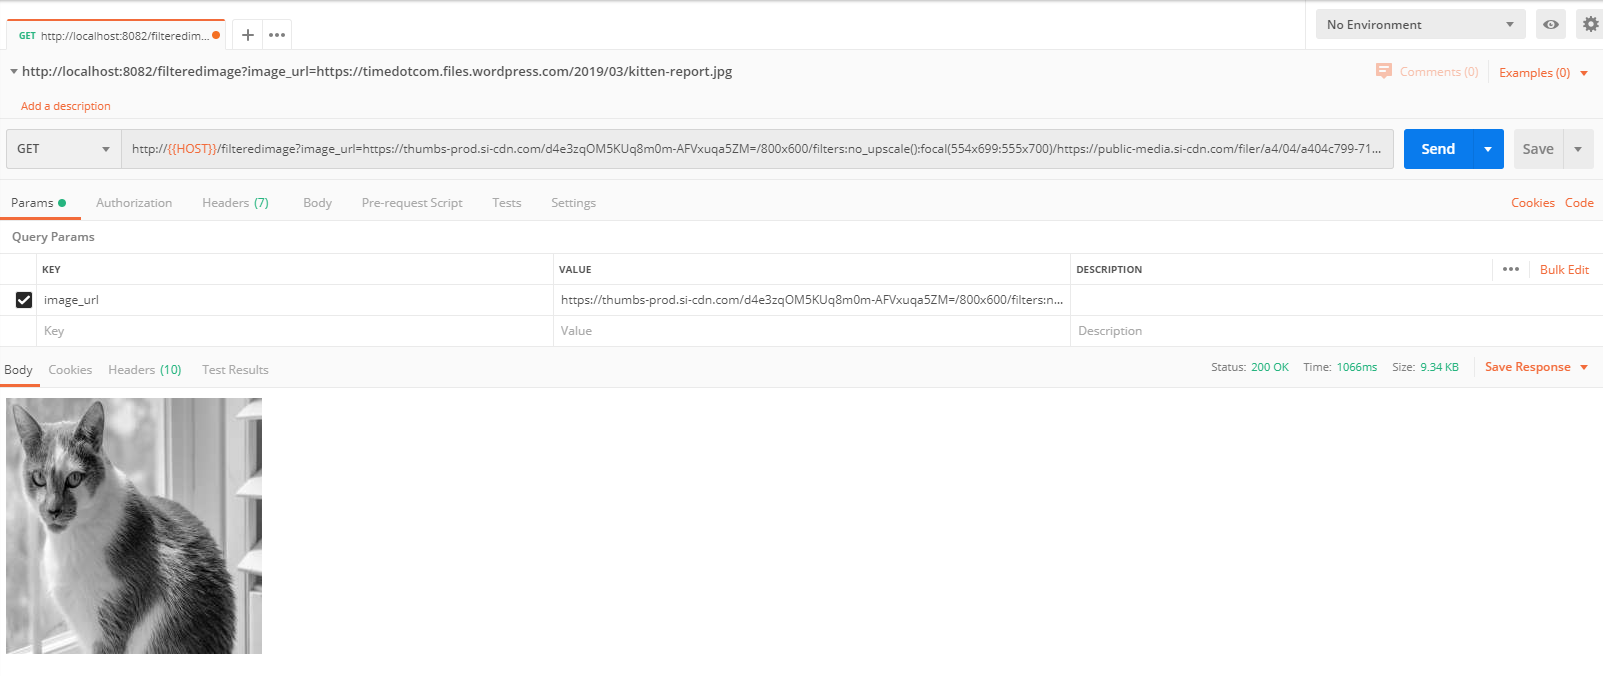 GET http://localhost:8082/filteredim...
No Environment
http://localhost:8082/filteredimage?image_url=https://timedotcom.files.wordpress.com/2019/03/kitten-report.jpg
Comments (0) Examples (0)
Add a description
GET http://{{HOST}}/filteredimage?image_url=https://thumbs-prod.si-cdn.com/d4e3zqOM5KUq8m0m-AFVxuqa5ZM=/800x600/filters:no_upscale():focal(554x699:555x700)/https://public-media.si-cdn.com/filer/a4/04/a404c799-71... Send Save
Params Authorization Headers (7) Body Pre-request Script Tests Settings Cookies Code
Query Params
KEY VALUE DESCRIPTION ••• Bulk Edit
image_url https://thumbs-prod.si-cdn.com/d4e3zqOM5KUq8m0m-AFVxuqa5ZM=/800x600/filters:n...
Key Value Description
Body Cookies Headers (10) Test Results Status: 200 OK Time: 1066ms Size: 9.34 KB Save Response